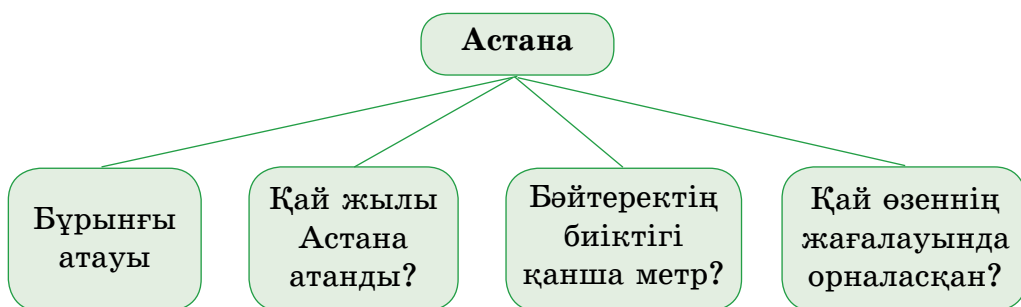 Астана
Бұрынғы
атауы
Қай жылы
Астана
атанды?
Бәйтеректің
биіктігі
қанша метр?
Қай өзеннің
жағалауында
орналасқан?